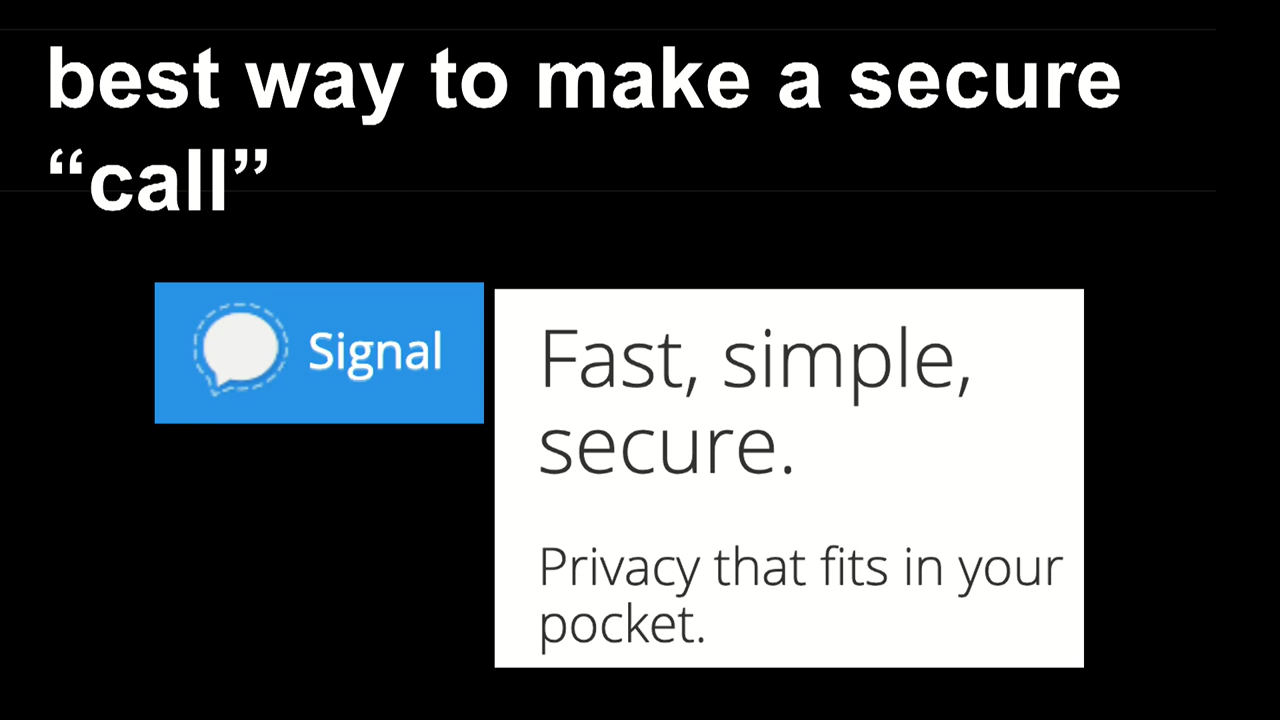 best way to make a secure
“call”
Signal
Fast, simple,
secure.
Privacy that fits in your
pocket.